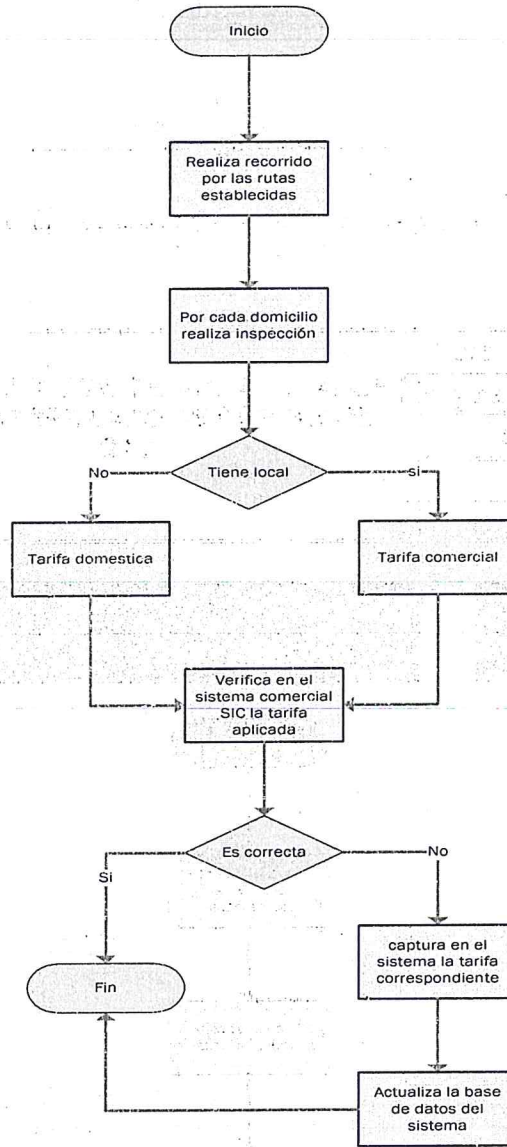 Inicio
Realiza recorrido
por las rutas
establecidas
Por cada domicilio
realiza inspección
Tiene local
No
si
Tarifa domestica
Tarifa comercial
Verifica en el
sistema comercial
SIC la tarifa
aplicada
Es correcta
Si
No
captura en el
sistema la tarifa
correspondiente
Fin
Actualiza la base
de datos del
sistema